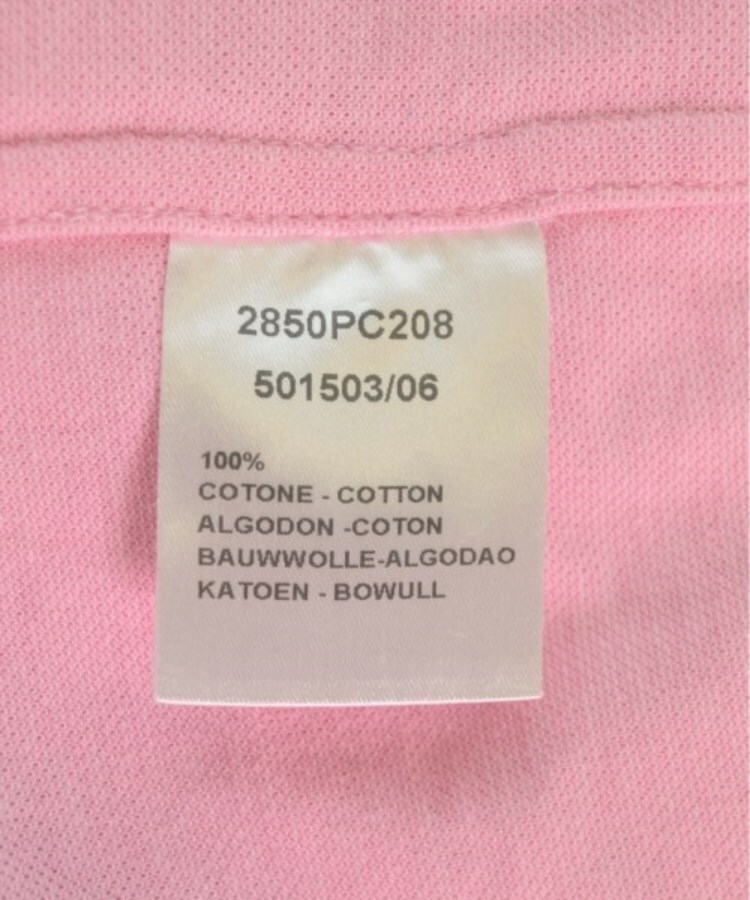 2850PC208
501503/06
100%
COTONE - COTTON
ALGODON -COTON
BAUWWOLLE-ALGODAO
KATOEN - BOWULL